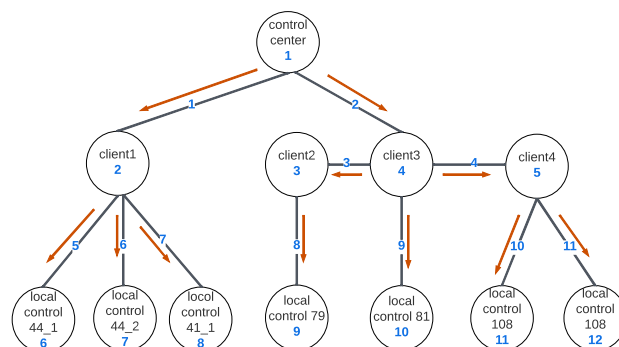 control
center
1
1
2
client1
2
client2
3
3
client3
4
4
client4
5
5
6
7
8
9
10
11
local
control
44_1
6
local
control
44_2
7
locol
control
41_1
8
local
control 79
9
local
control 81
10
local
control
108
11
local
control
108
12